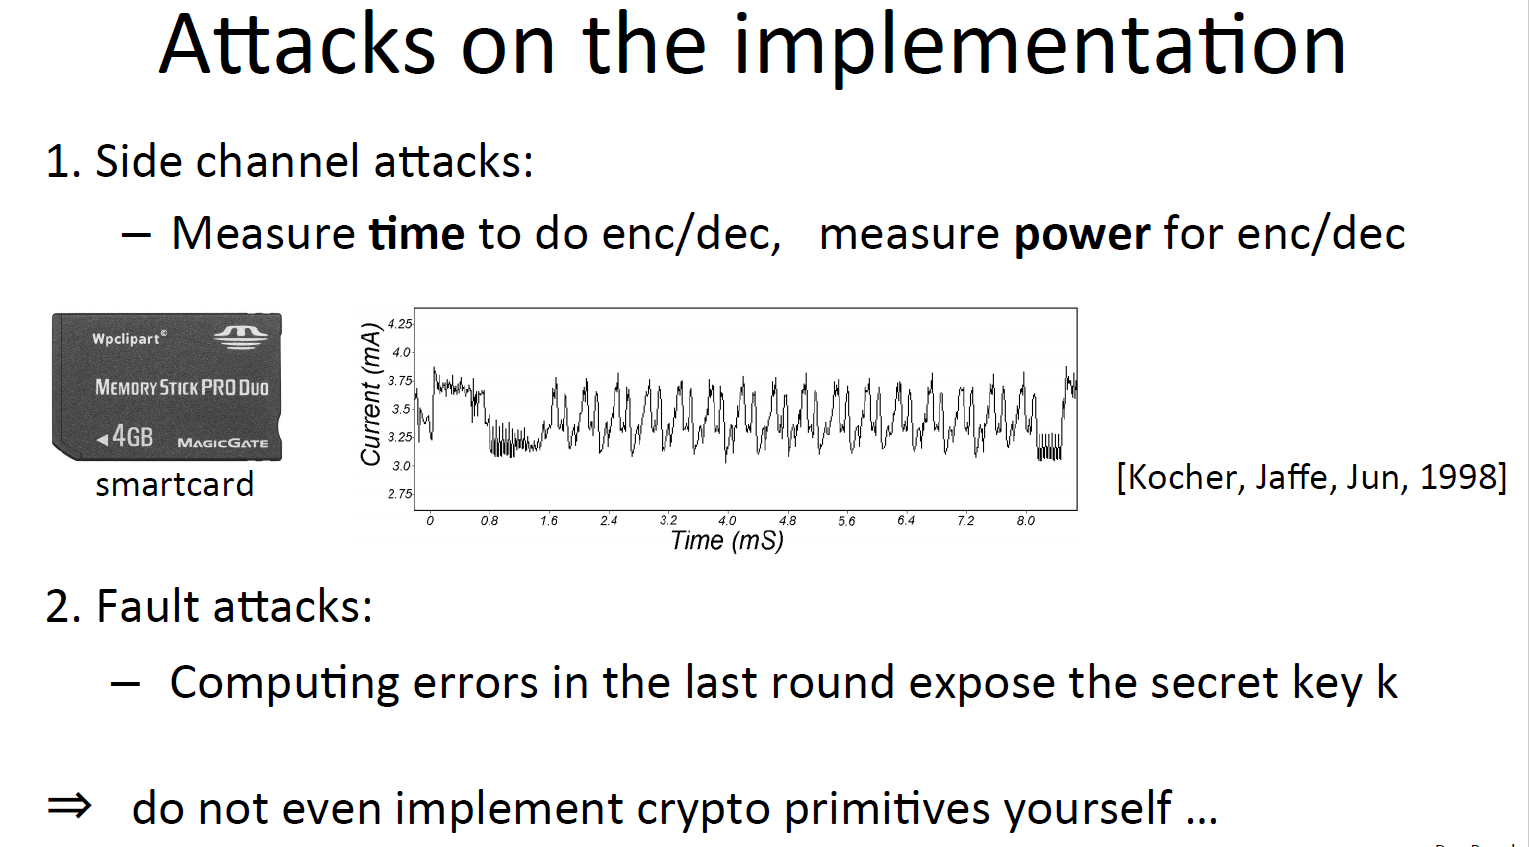 Attacks on the implementation
1. Side channel attacks:
– Measure time to do enc/dec, measure power for enc/dec
Wpclipart©
MEMORY STICK PRO DUO
4GB MAGICGATE
smartcard
Current (mA)
4.25
4.0
3.75
3.5
3.25
3.0
2.75
0 0.8 1.6 2.4 3.2 4.0 4.8 5.6 6.4 7.2 8.0
Time (mS)
[Kocher, Jaffe, Jun, 1998]
2. Fault attacks:
– Computing errors in the last round expose the secret key k
⇒ do not even implement crypto primitives yourself …